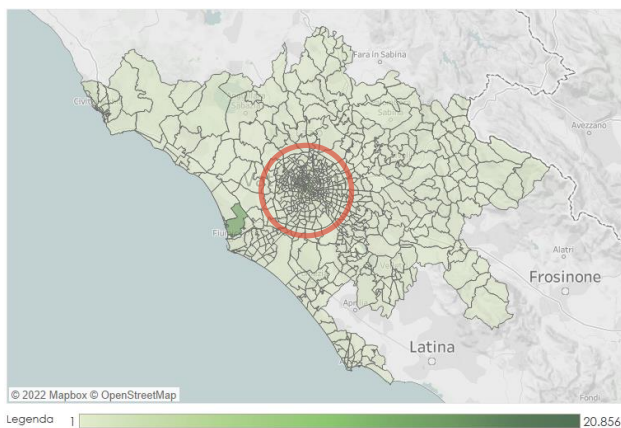 Fara in Sabina
Avezzano
Alatri
Frosinone
Latina
Fondi
© 2022 Mapbox © OpenStreetMap
Legenda 1 20.856